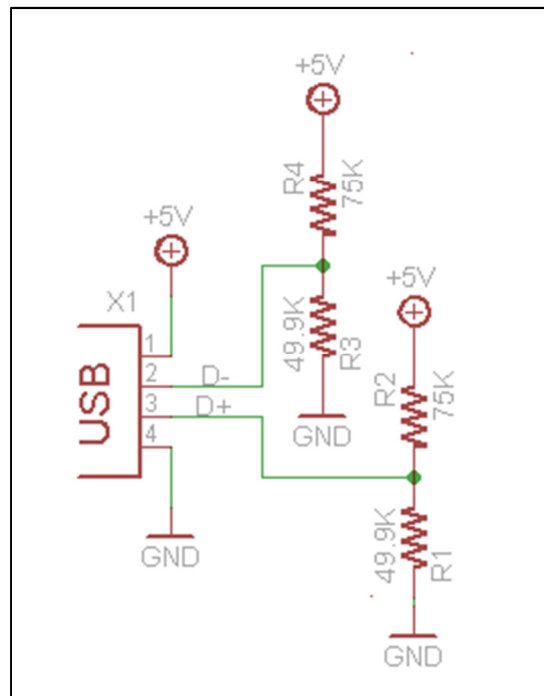 +5V
R4
75K
+5V
X1
+5V
1
49.9K
R3
2
D-
USB
R2
75K
3
D+
4
GND
49.9K
R1
GND
GND